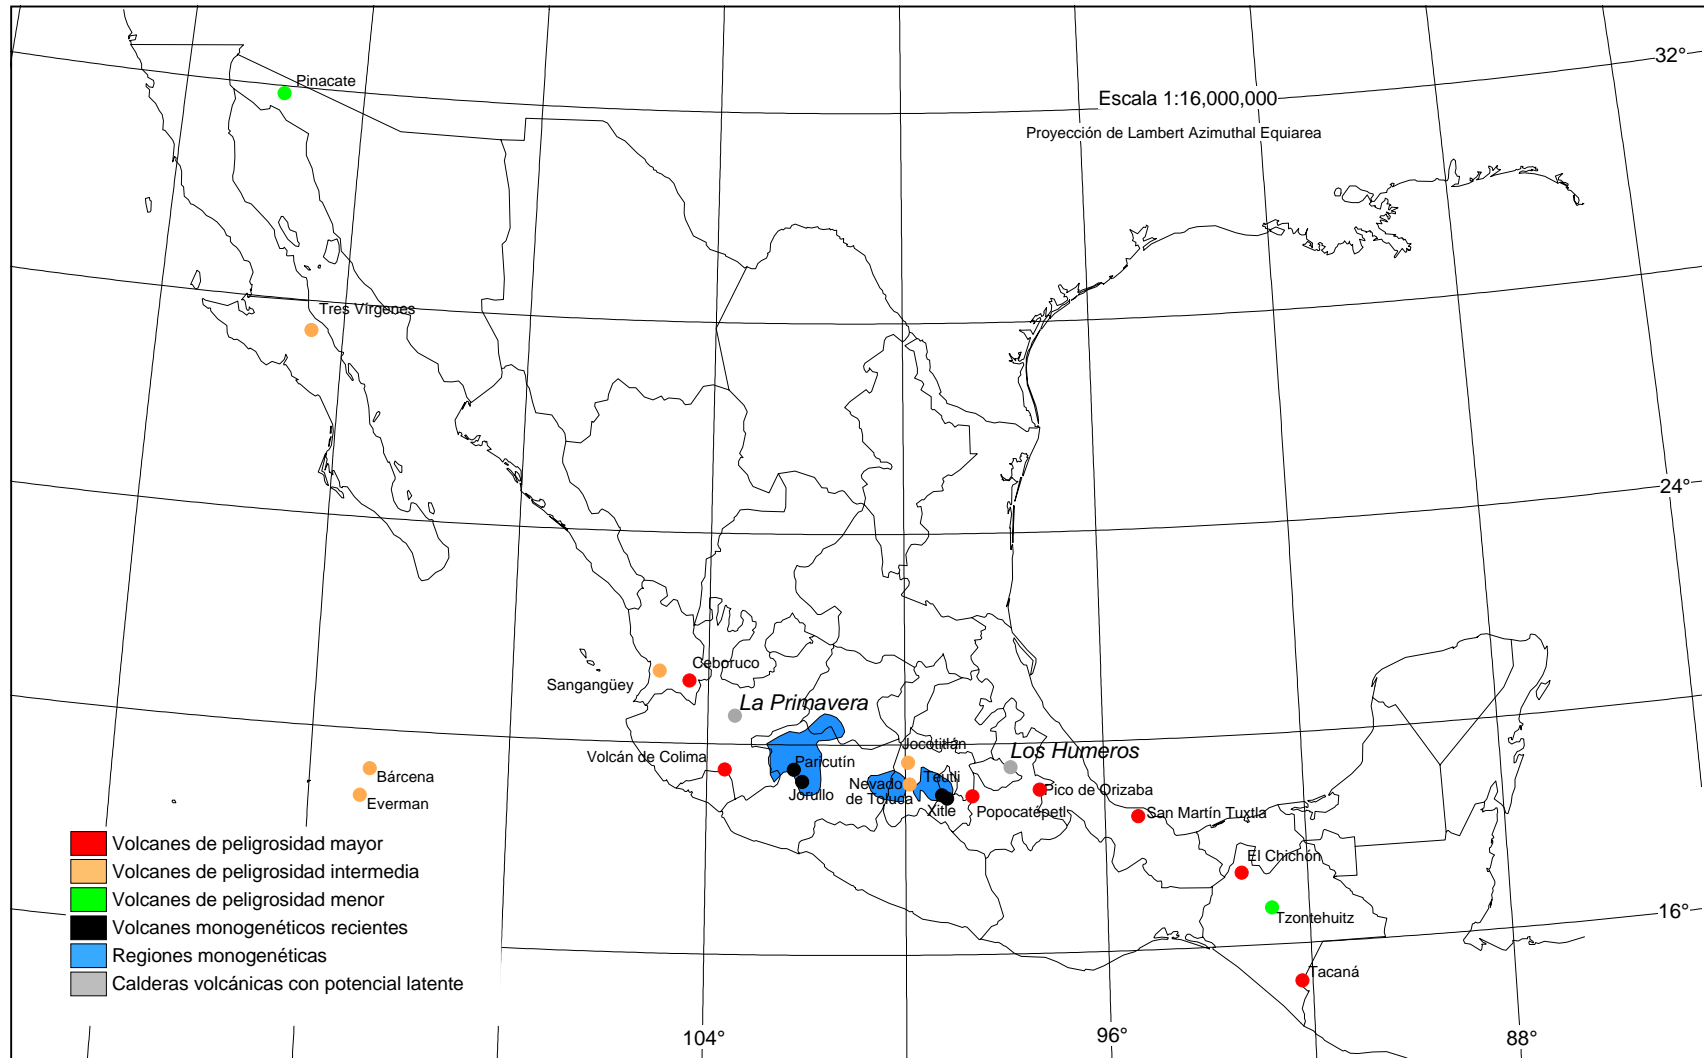 32°
Pinacate
Escala 1:16,000,000
Proyección de Lambert Azimuthal Equiarea
Tres Vírgenes
24°
Ceboruco
Sangangüey
La Primavera
Jocotitlán
Los Humeros
Volcán de Colima
Paricutín
Bárcena
Teutli
Nevado
de Toluca
Jorullo
Pico de Orizaba
Everman
Xitle
Popocatépetl
San Martín Tuxtla
Volcanes de peligrosidad mayor
Volcanes de peligrosidad intermedia
Volcanes de peligrosidad menor
Volcanes monogenéticos recientes
Regiones monogenéticas
Calderas volcánicas con potencial latente
El Chichón
16°
Tzontehuitz
Tacaná
104°
96°
88°